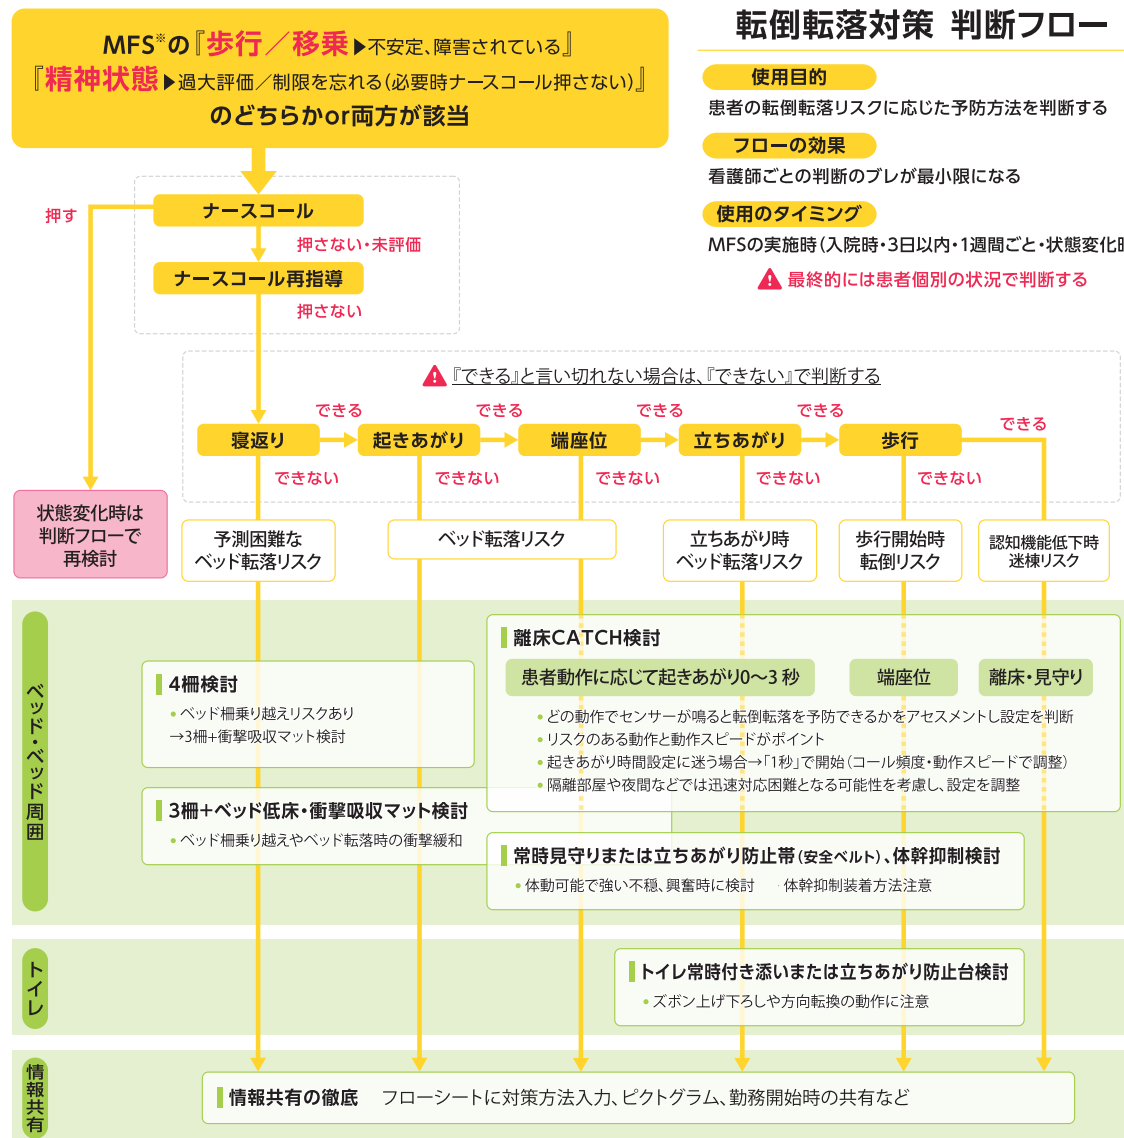 転倒転落対策 判断フロー
使用目的
患者の転倒転落リスクに応じた予防方法を判断する
フローの効果
看護師ごとの判断のブレが最小限になる
使用のタイミング
MFSの実施時(入院時・3日以内・1週間ごと・状態変化時
最終的には患者個別の状況で判断する
MFS※の『歩行／移乗▶不安定、障害されている』
『精神状態▶過大評価／制限を忘れる(必要時ナースコール押さない)』
のどちらかor両方が該当
ナースコール
押す
押さない・未評価
ナースコール再指導
押さない
『できる』と言い切れない場合は、『できない』で判断する
できる
できる
できる
できる
できる
寝返り
起きあがり
端座位
立ちあがり
歩行
できない
できない
できない
できない
できない
状態変化時は
判断フローで
再検討
予測困難な
ベッド転落リスク
ベッド転落リスク
立ちあがり時
ベッド転落リスク
歩行開始時
転倒リスク
認知機能低下時
迷棟リスク
ベッド・ベッド周囲
離床CATCH検討
患者動作に応じて起きあがり0〜3秒
端座位
離床・見守り
•どの動作でセンサーが鳴ると転倒転落を予防できるかをアセスメントし設定を判断
•リスクのある動作と動作スピードがポイント
•起きあがり時間設定に迷う場合→「1秒」で開始(コール頻度・動作スピードで調整)
•隔離部屋や夜間などでは迅速対応困難となる可能性を考慮し、設定を調整
4柵検討
•ベッド柵乗り越えリスクあり
→3柵+衝撃吸収マット検討
3柵＋ベッド低床・衝撃吸収マット検討
•ベッド柵乗り越えやベッド転落時の衝撃緩和
常時見守りまたは立ちあがり防止帯(安全ベルト)、体幹抑制検討
•体動可能で強い不穏、興奮時に検討 ·体幹抑制装着方法注意
トイレ
トイレ常時付き添いまたは立ちあがり防止台検討
•ズボン上げ下ろしや方向転換の動作に注意
情報共有
情報共有の徹底 フローシートに対策方法入力、ピクトグラム、勤務開始時の共有など